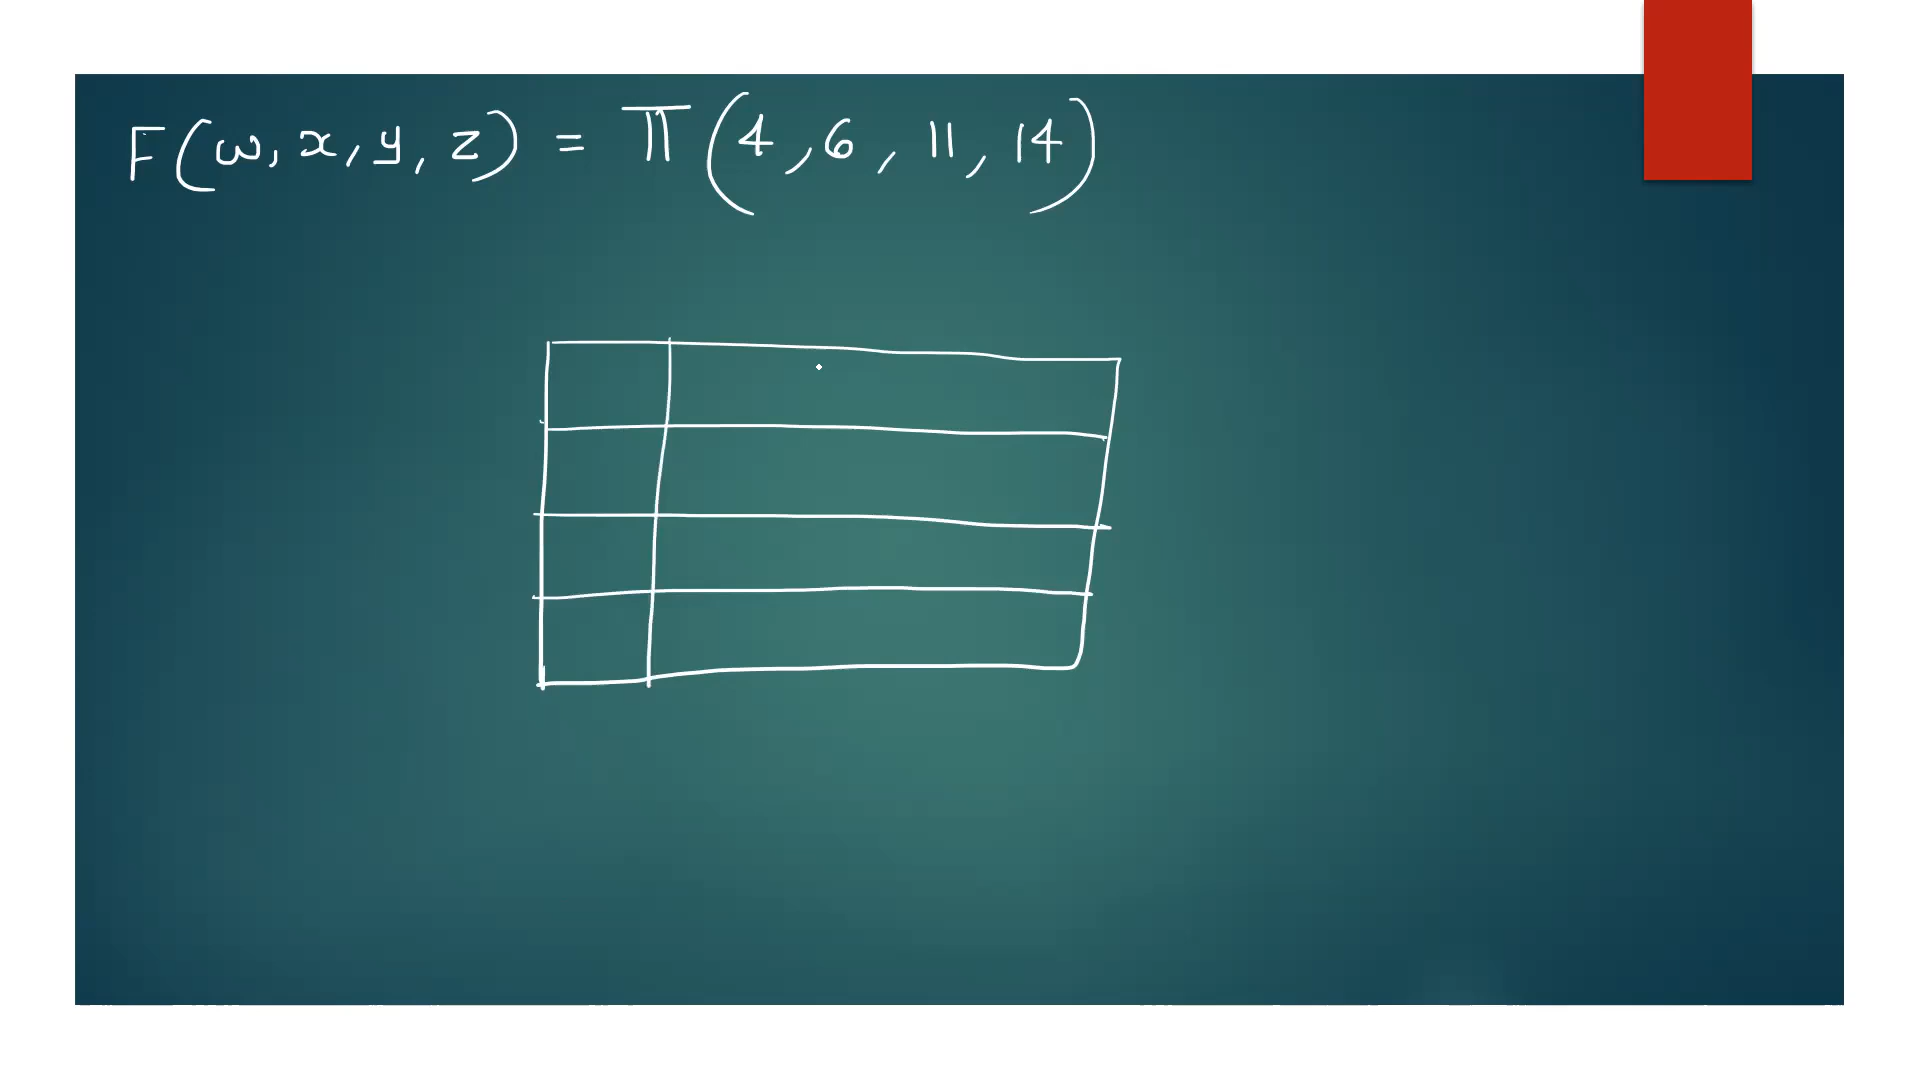 F(w, x, y, z) = π(4, 6, 11, 14)